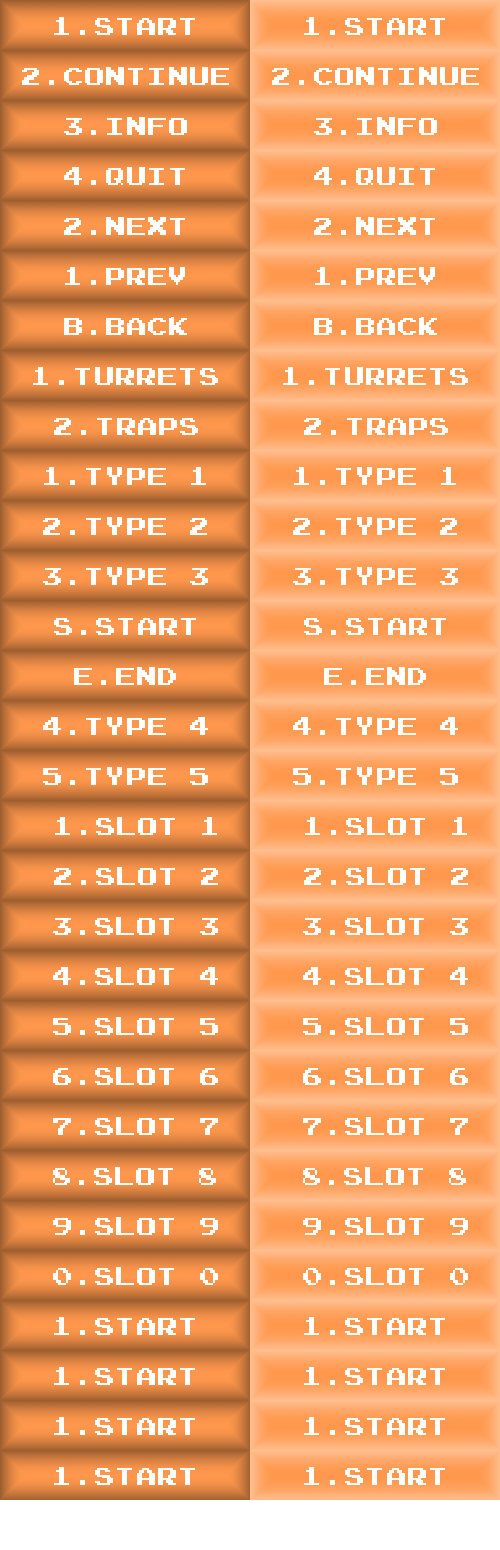 1.START 1.START
2.CONTINUE 2.CONTINUE
3.INFO 3.INFO
4.QUIT 4.QUIT
2.NEXT 2.NEXT
1.PREV 1.PREV
B.BACK B.BACK
1.TURRETS 1.TURRETS
2.TRAPS 2.TRAPS
1.TYPE 1 1.TYPE 1
2.TYPE 2 2.TYPE 2
3.TYPE 3 3.TYPE 3
S.START S.START
E.END E.END
4.TYPE 4 4.TYPE 4
5.TYPE 5 5.TYPE 5
1.SLOT 1 1.SLOT 1
2.SLOT 2 2.SLOT 2
3.SLOT 3 3.SLOT 3
4.SLOT 4 4.SLOT 4
5.SLOT 5 5.SLOT 5
6.SLOT 6 6.SLOT 6
7.SLOT 7 7.SLOT 7
8.SLOT 8 8.SLOT 8
9.SLOT 9 9.SLOT 9
0.SLOT 0 0.SLOT 0
1.START 1.START
1.START 1.START
1.START 1.START
1.START 1.START